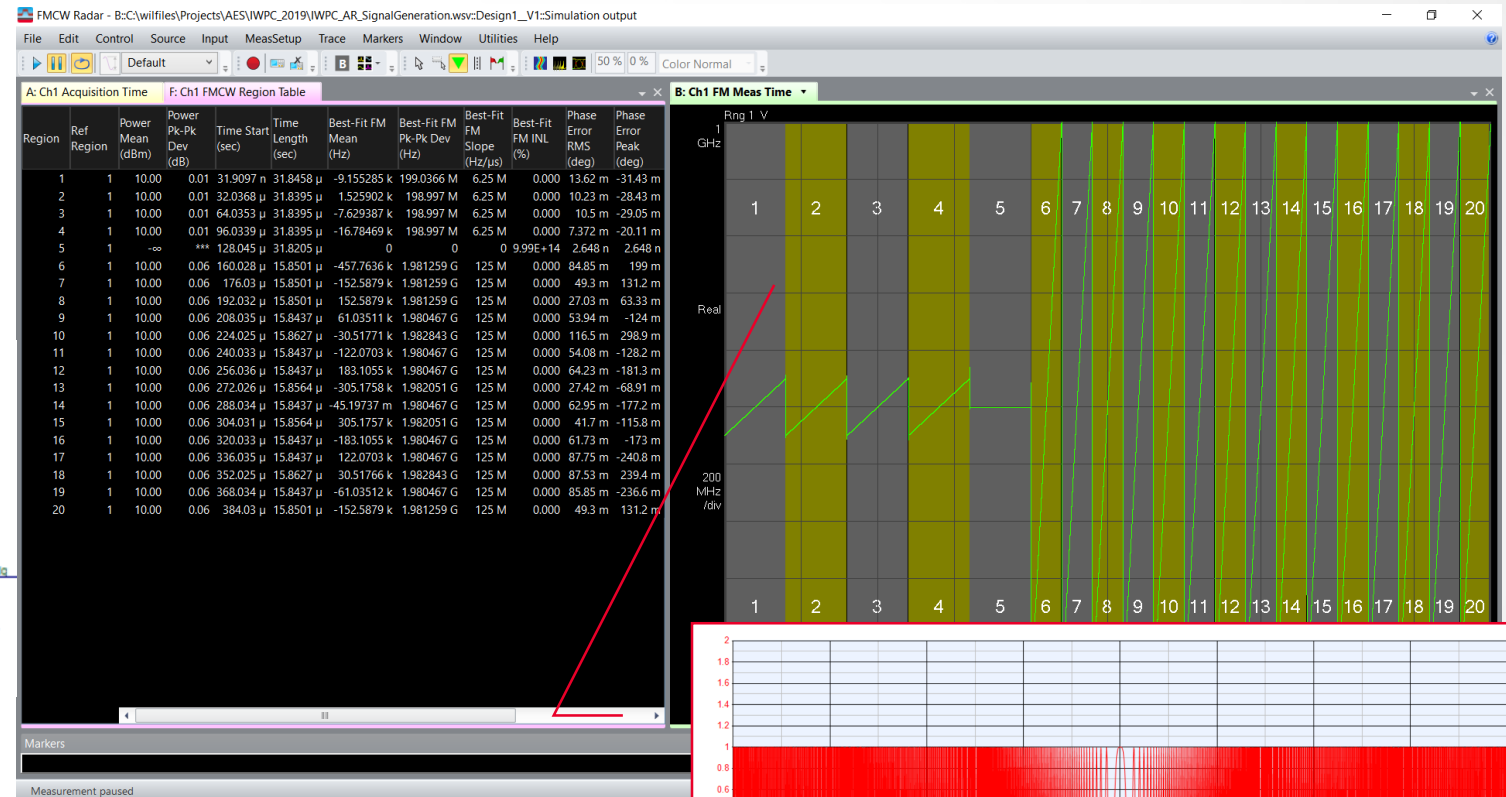 FMCW Radar - B::C:\wilfiles\Projects\AES\IWPC_2019\IWPC_AR_SignalGeneration.wsv::Design1__V1::Simulation output
File Edit Control Source Input MeasSetup Trace Markers Window Utilities Help
Default B 50 % 0 % Color Normal
A: Ch1 Acquisition Time F: Ch1 FMCW Region Table B: Ch1 FM Meas Time
Region Ref Region Power Mean (dBm) Power Pk-Pk Dev (dB) Time Start (sec) Time Length (sec) Best-Fit FM Mean (Hz) Best-Fit FM Pk-Pk Dev (Hz) Best-Fit FM Slope (Hz/µs) Best-Fit FM INL (%) Phase Error RMS (deg) Phase Error Peak (deg)
1 1 10.00 0.01 31.9097 n 31.8458 µ -9.155285 k 199.0366 M 6.25 M 0.000 13.62 m -31.43 m
2 1 10.00 0.01 32.0368 µ 31.8395 µ 1.525902 k 198.997 M 6.25 M 0.000 10.23 m -28.43 m
3 1 10.00 0.01 64.0353 µ 31.8395 µ -7.629387 k 198.997 M 6.25 M 0.000 10.5 m -29.05 m
4 1 10.00 0.01 96.0339 µ 31.8395 µ -16.78469 k 198.997 M 6.25 M 0.000 7.372 m -20.11 m
5 1 -∞ *** 128.045 µ 31.8205 µ 0 0 0 9.99E+14 2.648 n 2.648 n
6 1 10.00 0.06 160.028 µ 15.8501 µ -457.7636 k 1.981259 G 125 M 0.000 84.85 m 199 m
7 1 10.00 0.06 176.03 µ 15.8501 µ -152.5879 k 1.981259 G 125 M 0.000 49.3 m 131.2 m
8 1 10.00 0.06 192.032 µ 15.8501 µ 152.5879 k 1.981259 G 125 M 0.000 27.03 m 63.33 m
9 1 10.00 0.06 208.035 µ 15.8437 µ 61.03511 k 1.980467 G 125 M 0.000 53.94 m -124 m
10 1 10.00 0.06 224.025 µ 15.8627 µ -30.51771 k 1.982843 G 125 M 0.000 116.5 m 298.9 m
11 1 10.00 0.06 240.033 µ 15.8437 µ -122.0703 k 1.980467 G 125 M 0.000 54.08 m -128.2 m
12 1 10.00 0.06 256.036 µ 15.8437 µ 183.1055 k 1.980467 G 125 M 0.000 64.23 m -181.3 m
13 1 10.00 0.06 272.026 µ 15.8564 µ -305.1758 k 1.982051 G 125 M 0.000 27.42 m -68.91 m
14 1 10.00 0.06 288.034 µ 15.8437 µ -45.19737 m 1.980467 G 125 M 0.000 62.95 m -177.2 m
15 1 10.00 0.06 304.031 µ 15.8564 µ 305.1757 k 1.982051 G 125 M 0.000 41.7 m -115.8 m
16 1 10.00 0.06 320.033 µ 15.8437 µ -183.1055 k 1.980467 G 125 M 0.000 61.73 m -173 m
17 1 10.00 0.06 336.035 µ 15.8437 µ 122.0703 k 1.980467 G 125 M 0.000 87.75 m -240.8 m
18 1 10.00 0.06 352.025 µ 15.8627 µ 30.51766 k 1.982843 G 125 M 0.000 87.53 m 239.4 m
19 1 10.00 0.06 368.034 µ 15.8437 µ -61.03512 k 1.980467 G 125 M 0.000 85.85 m -236.6 m
20 1 10.00 0.06 384.03 µ 15.8501 µ -152.5879 k 1.981259 G 125 M 0.000 49.3 m 131.2 m
Rng 1 V
1
GHz
1 2 3 4 5 6 7 8 9 10 11 12 13 14 15 16 17 18 19 20
Real
200
MHz
/div
1 2 3 4 5 6 7 8 9 10 11 12 13 14 15 16 17 18 19 20
2
1.8
1.6
1.4
1.2
1
0.8
0.6
Markers
Measurement paused